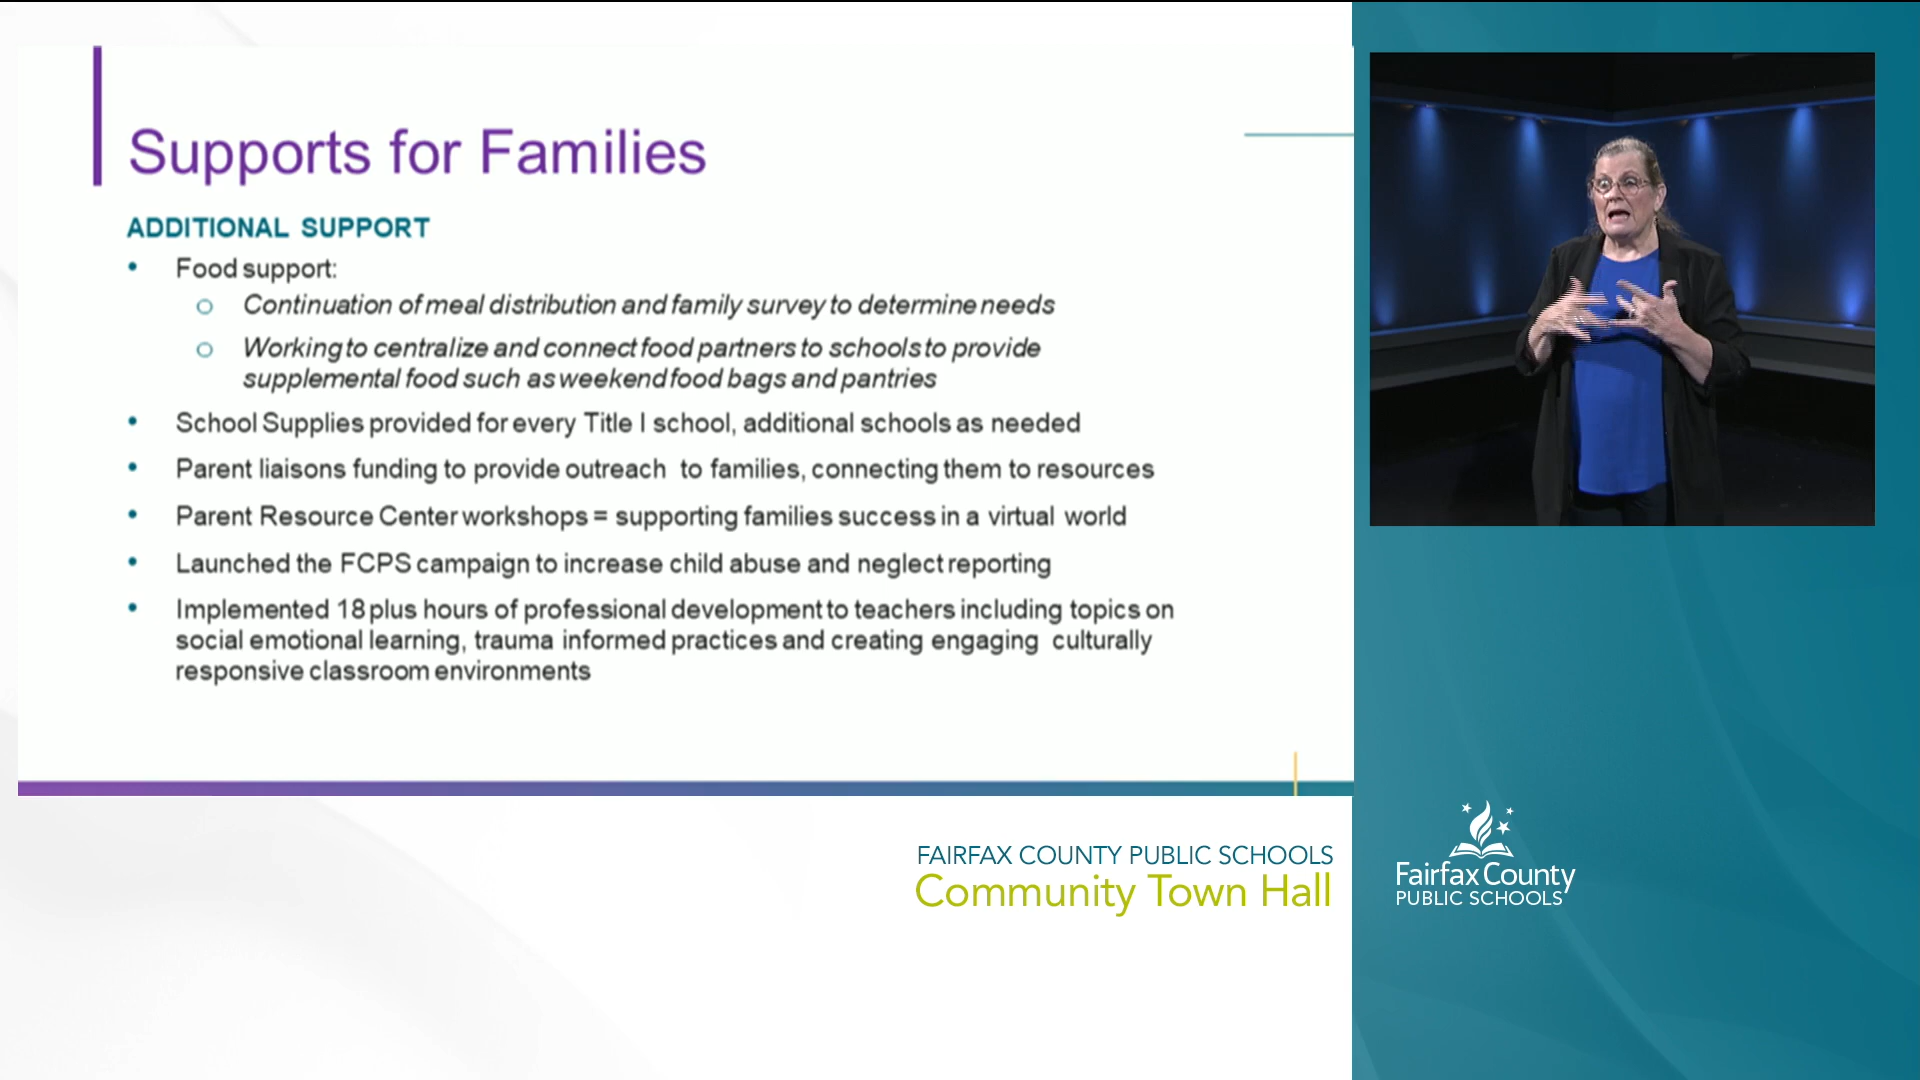 Supports for Families
ADDITIONAL SUPPORT
• Food support:
o Continuation of meal distribution and family survey to determine needs
o Working to centralize and connect food partners to schools to provide
supplemental food such as weekend food bags and pantries
• School Supplies provided for every Title I school, additional schools as needed
• Parent liaisons funding to provide outreach to families, connecting them to resources
• Parent Resource Center workshops = supporting families success in a virtual world
• Launched the FCPS campaign to increase child abuse and neglect reporting
• Implemented 18 plus hours of professional development to teachers including topics on
social emotional learning, trauma informed practices and creating engaging culturally
responsive classroom environments
FAIRFAX COUNTY PUBLIC SCHOOLS
Community Town Hall
Fairfax County
PUBLIC SCHOOLS